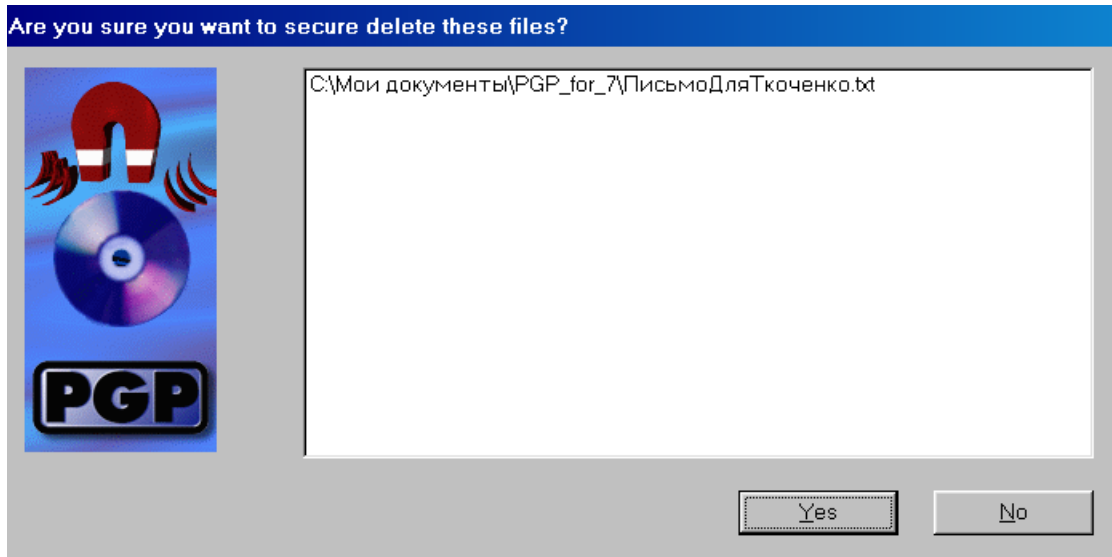 Are you sure you want to secure delete these files?
C:\Мои документы\PGP_for_7\ПисьмоДляТкоченко.txt
PGP
Yes
No